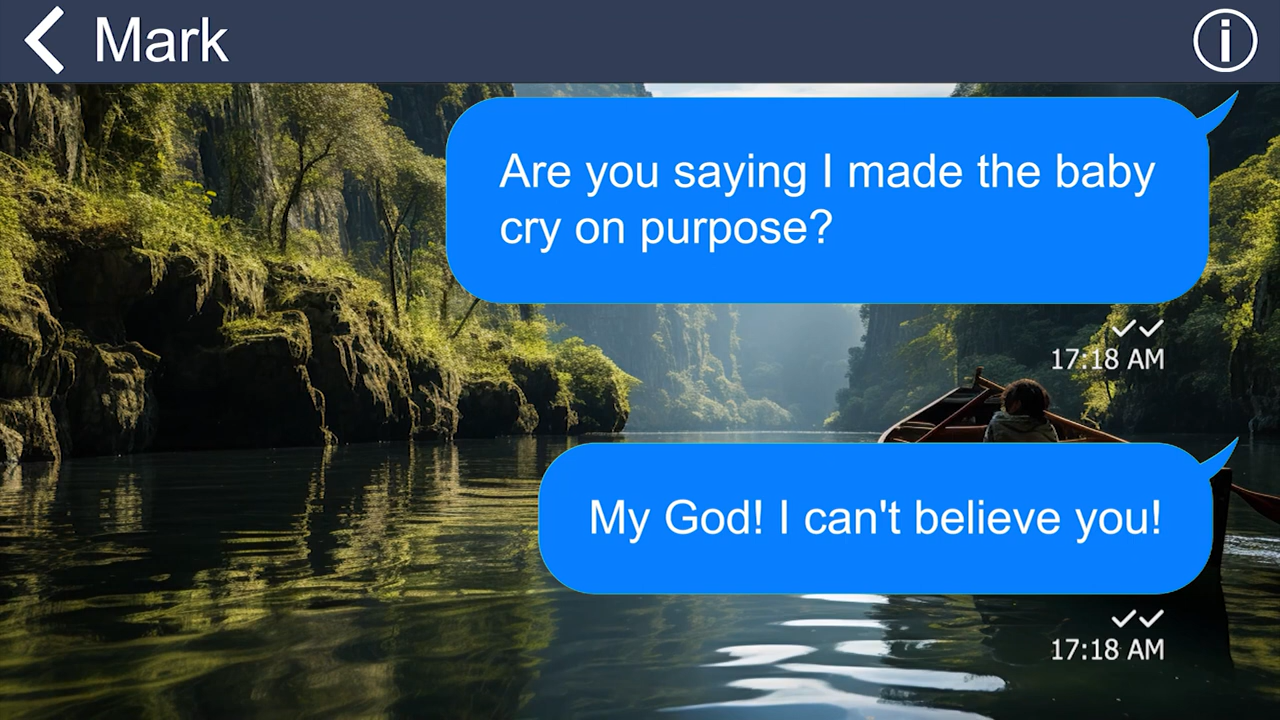 Mark
Are you saying I made the baby
cry on purpose?
17:18 AM
My God! I can't believe you!
17:18 AM